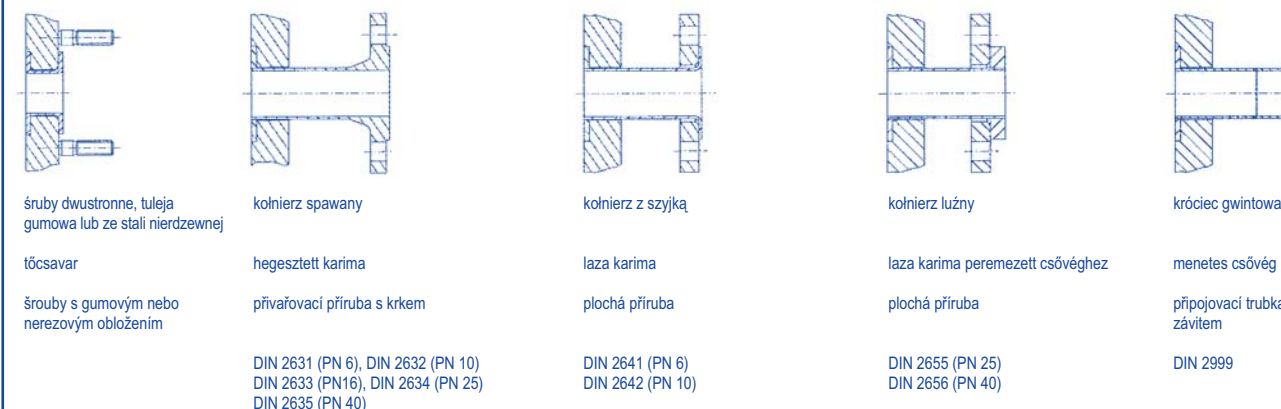 śruby dwustronne, tuleja
gumowa lub ze stali nierdzewnej
kołnierz spawany
kołnierz z szyjką
kołnierz luźny
króciec gwintowa
tőcsavar
hegesztett karima
laza karima
laza karima peremezett csővéghez
menetes csővég
šrouby s gumovým nebo
nerezovým obložením
přivařovací příruba s krkem
plochá příruba
plochá příruba
připojovací trubka
závitem
DIN 2631 (PN 6), DIN 2632 (PN 10)
DIN 2633 (PN16), DIN 2634 (PN 25)
DIN 2635 (PN 40)
DIN 2641 (PN 6)
DIN 2642 (PN 10)
DIN 2655 (PN 25)
DIN 2656 (PN 40)
DIN 2999